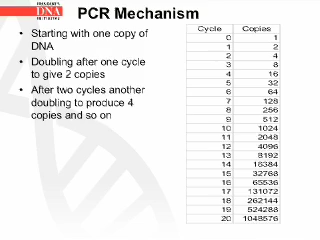 DNA
INITIATIVE
PCR Mechanism
• Starting with one copy of
DNA
• Doubling after one cycle
to give 2 copies
• After two cycles another
doubling to produce 4
copies and so on
Cycle Copies
0 1
1 2
2 4
3 8
4 16
5 32
6 64
7 128
8 256
9 512
10 1024
11 2048
12 4096
13 8192
14 16384
15 32768
16 65536
17 131072
18 262144
19 524288
20 1048576